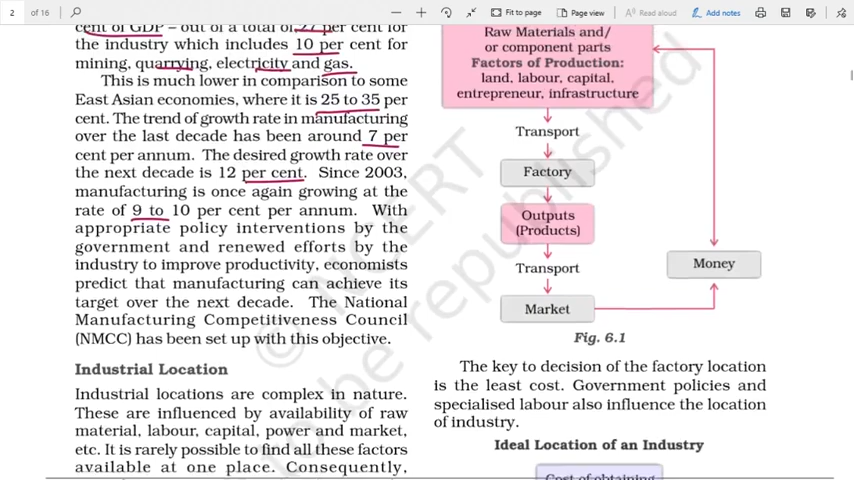 2
of 16
Fit to page
Page view
Read aloud
Add notes
cent of GDP – out of a total of 27 per cent for
the industry which includes 10 per cent for
mining, quarrying, electricity and gas.
This is much lower in comparison to some
East Asian economies, where it is 25 to 35 per
cent. The trend of growth rate in manufacturing
over the last decade has been around 7 per
cent per annum. The desired growth rate over
the next decade is 12 per cent. Since 2003,
manufacturing is once again growing at the
rate of 9 to 10 per cent per annum. With
appropriate policy interventions by the
government and renewed efforts by the
industry to improve productivity, economists
predict that manufacturing can achieve its
target over the next decade. The National
Manufacturing Competitiveness Council
(NMCC) has been set up with this objective.
Industrial Location
Industrial locations are complex in nature.
These are influenced by availability of raw
material, labour, capital, power and market,
etc. It is rarely possible to find all these factors
available at one place. Consequently,
Raw Materials and/
or component parts
Factors of Production:
land, labour, capital,
entrepreneur, infrastructure
Transport
Factory
Outputs
(Products)
Transport
Market
Money
Fig. 6.1
The key to decision of the factory location
is the least cost. Government policies and
specialised labour also influence the location
of industry.
Ideal Location of an Industry
Cost of obtaining
© NCERT
to be republished